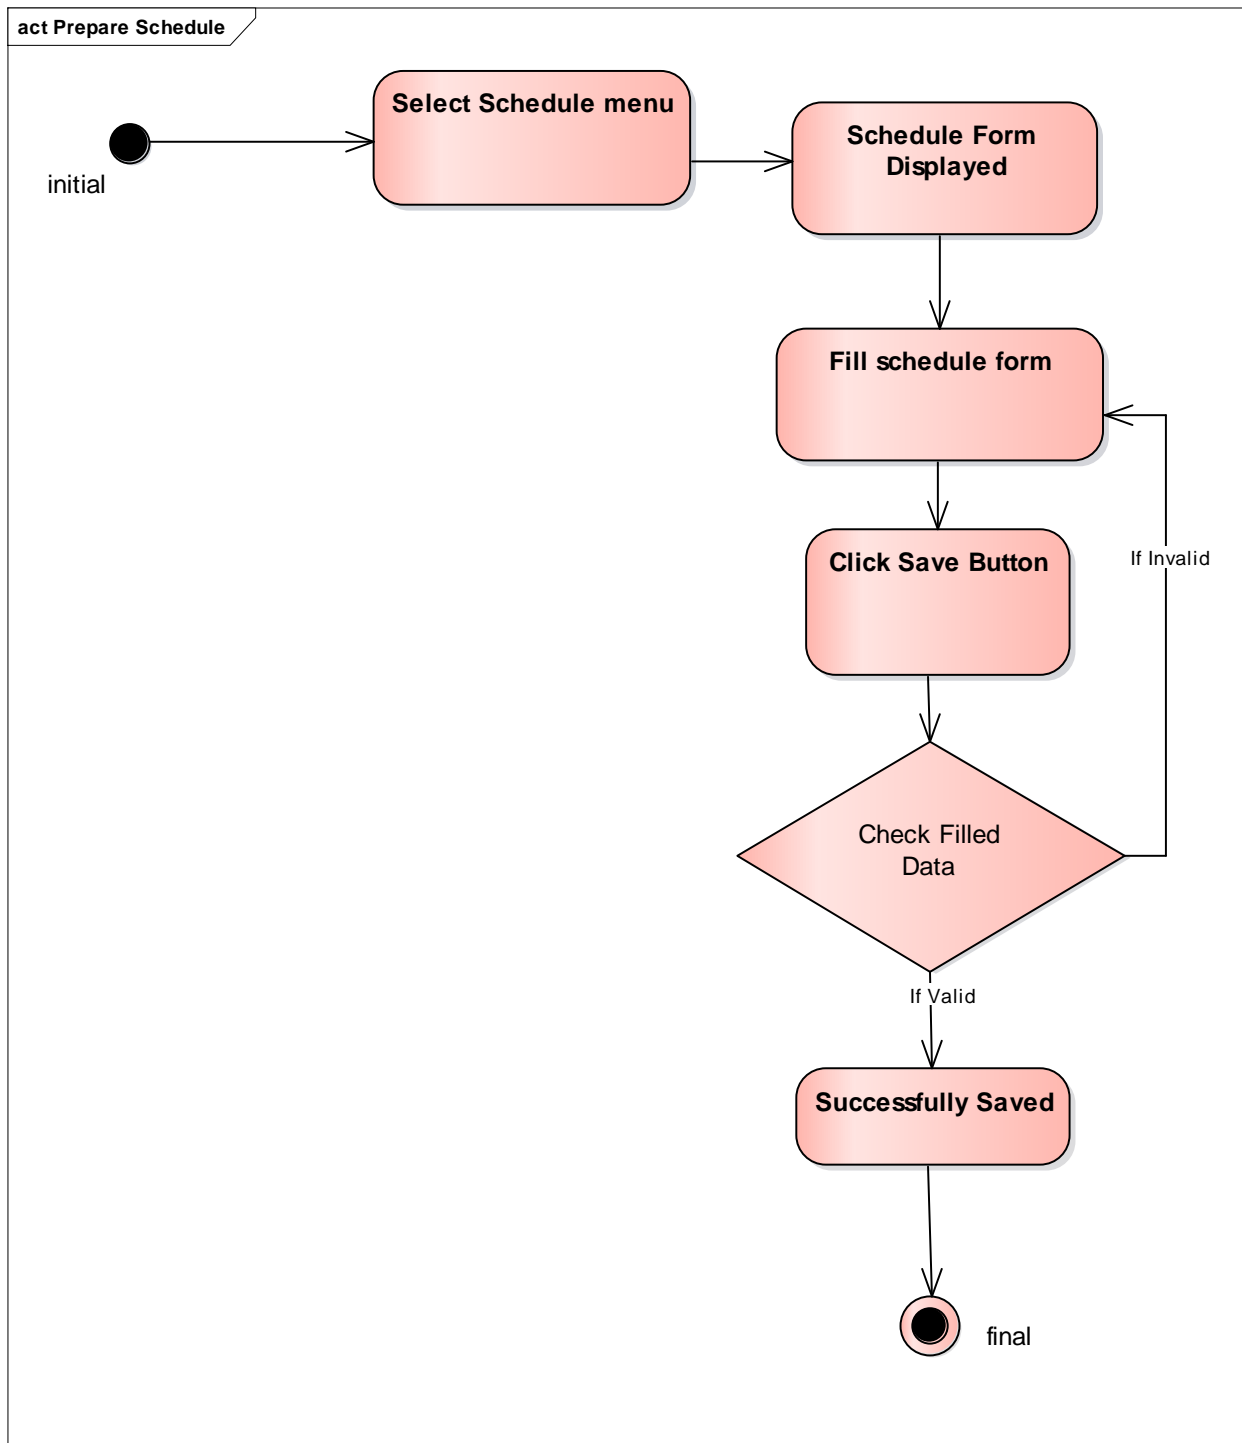 act Prepare Schedule
initial
Select Schedule menu
Schedule Form
Displayed
Fill schedule form
Click Save Button
If Invalid
Check Filled
Data
If Valid
Successfully Saved
final